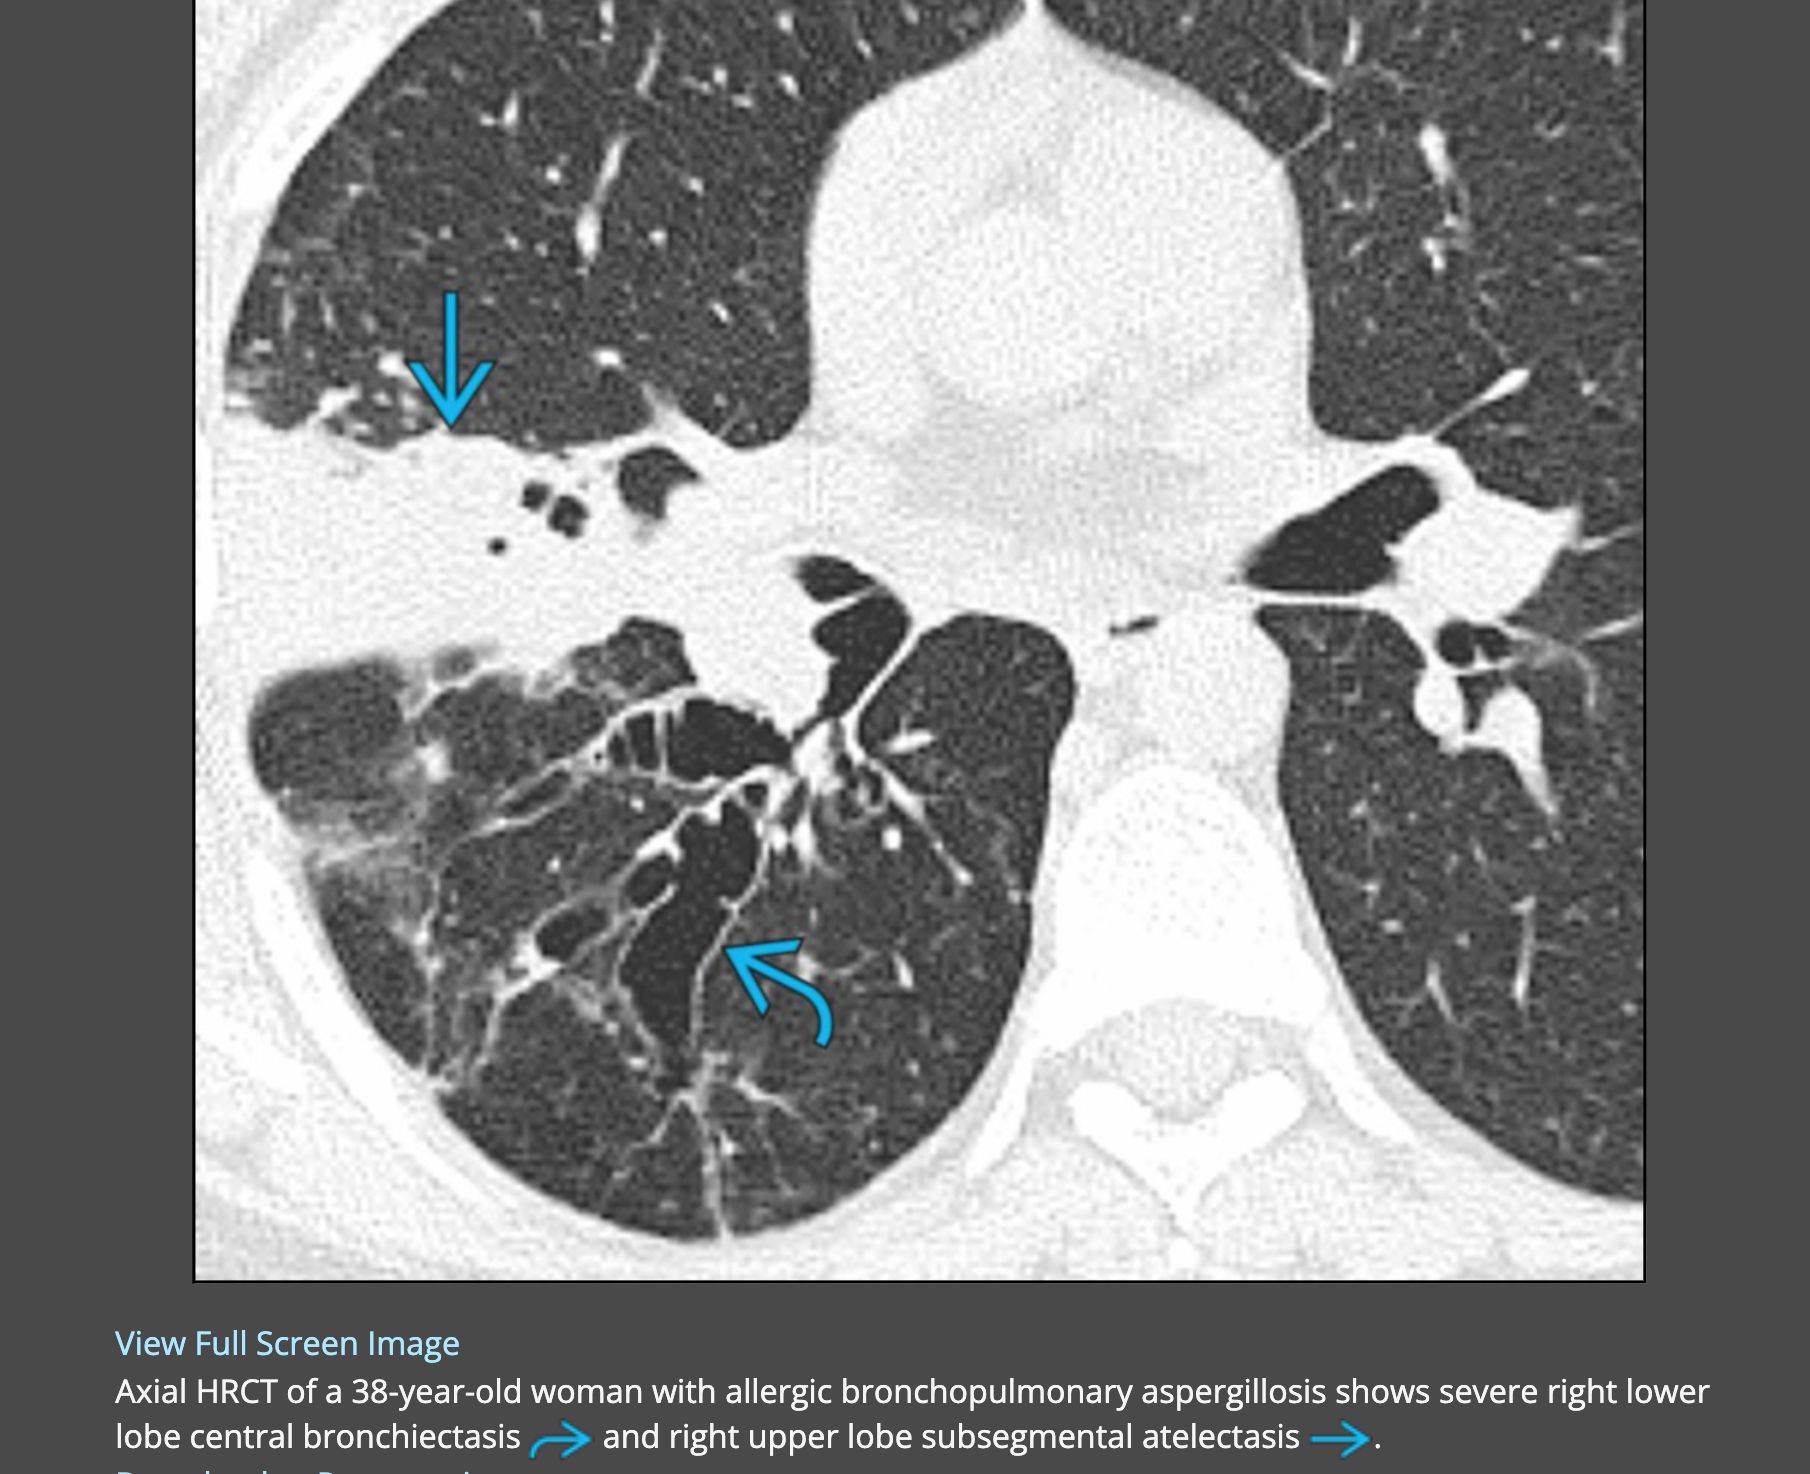 View Full Screen Image
Axial HRCT of a 38-year-old woman with allergic bronchopulmonary aspergillosis shows severe right lower
lobe central bronchiectasis and right upper lobe subsegmental atelectasis .